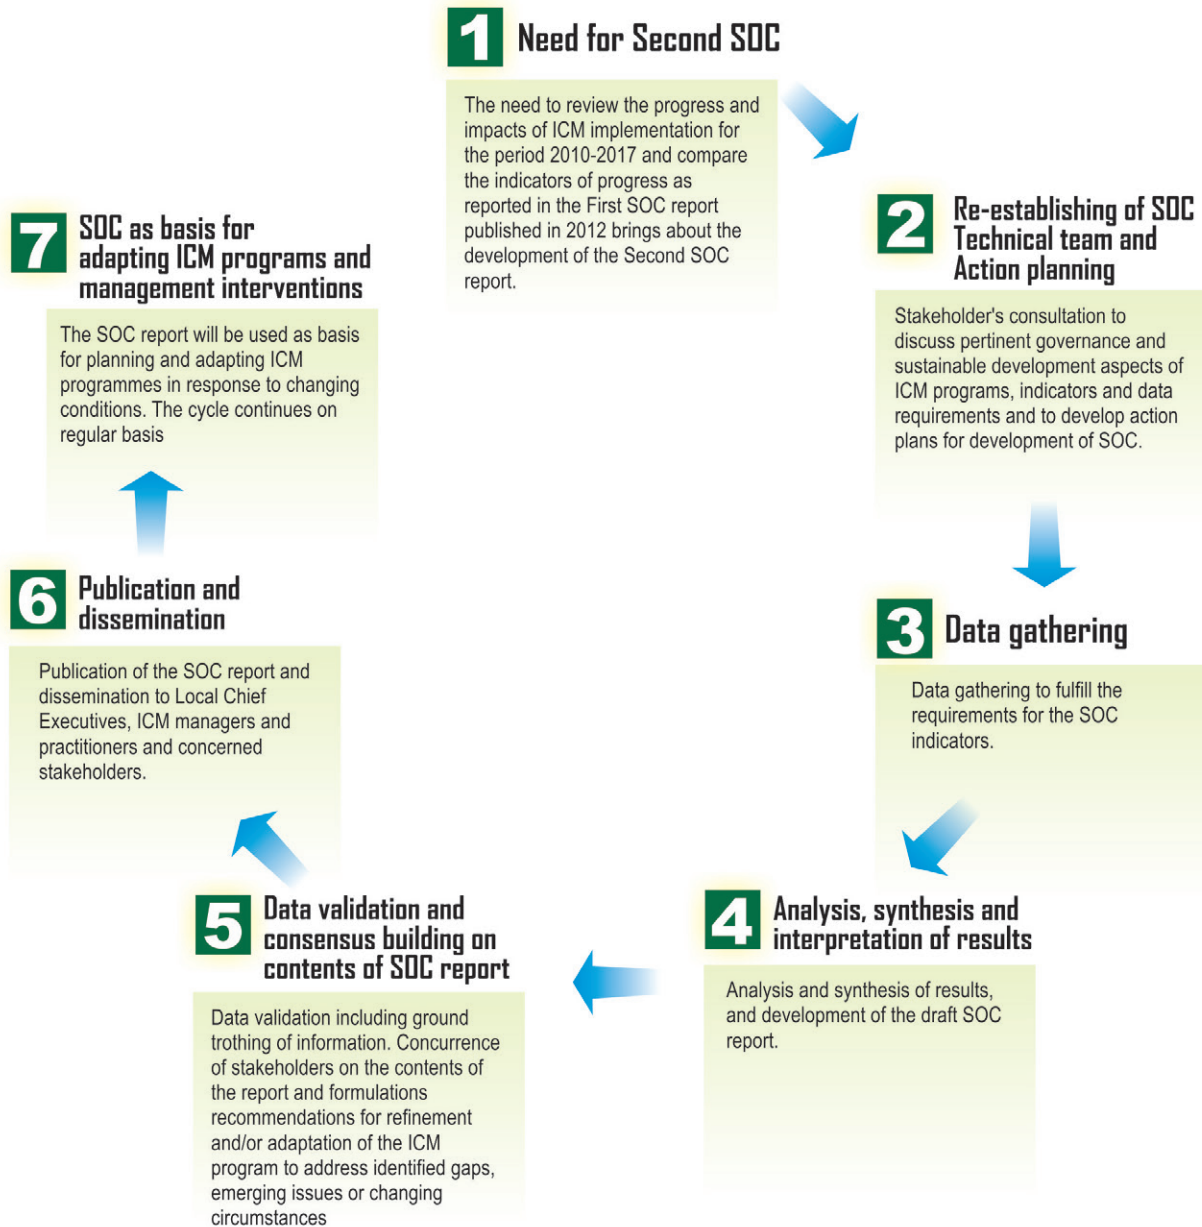 1
Need for Second SOC
The need to review the progress and
impacts of ICM implementation for
the period 2010-2017 and compare
the indicators of progress as
reported in the First SOC report
published in 2012 brings about the
development of the Second SOC
report.
2
Re-establishing of SOC
Technical team and
Action planning
Stakeholder's consultation to
discuss pertinent governance and
sustainable development aspects of
ICM programs, indicators and data
requirements and to develop action
plans for development of SOC.
3
Data gathering
Data gathering to fulfill the
requirements for the SOC
indicators.
4
Analysis, synthesis and
interpretation of results
Analysis and synthesis of results,
and development of the draft SOC
report.
5
Data validation and
consensus building on
contents of SOC report
Data validation including ground
trothing of information. Concurrence
of stakeholders on the contents of
the report and formulations
recommendations for refinement
and/or adaptation of the ICM
program to address identified gaps,
emerging issues or changing
circumstances
6
Publication and
dissemination
Publication of the SOC report and
dissemination to Local Chief
Executives, ICM managers and
practitioners and concerned
stakeholders.
7
SOC as basis for
adapting ICM programs and
management interventions
The SOC report will be used as basis
for planning and adapting ICM
programmes in response to changing
conditions. The cycle continues on
regular basis